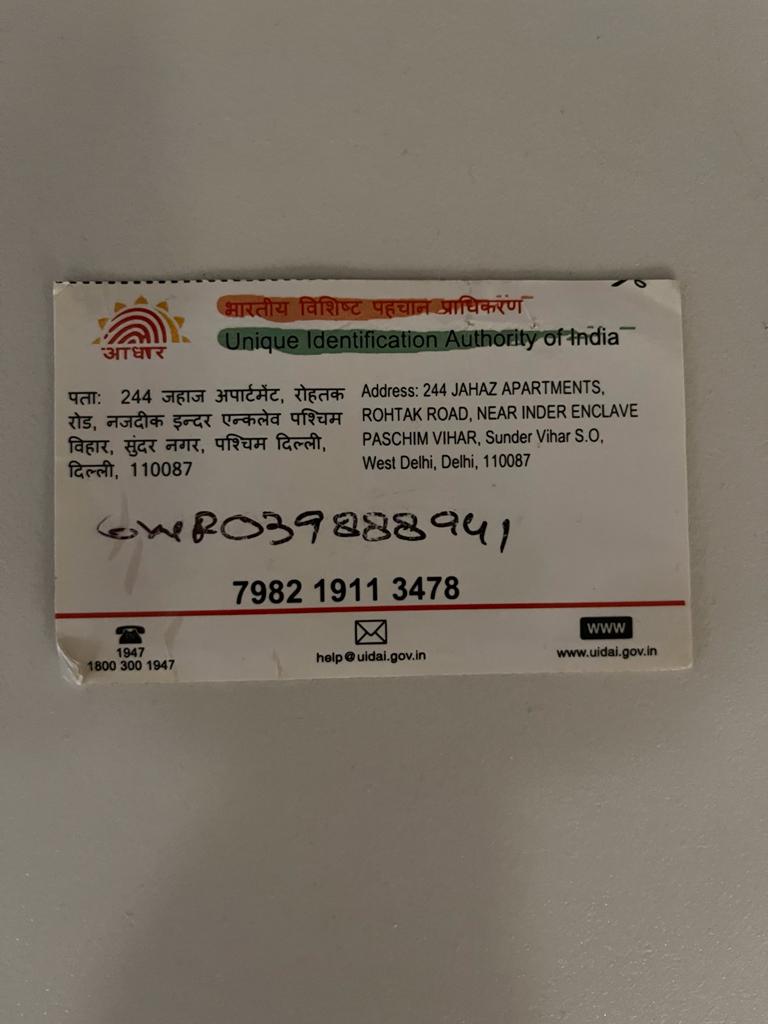 भारतीय विशिष्ट पहचान प्राधिकरण
Unique Identification Authority of India
आधार
पता: 244 जहाज अपार्टमेंट, रोहतक
रोड, नजदीक इन्दर एन्कलेव पश्चिम
विहार, सुंदर नगर, पश्चिम दिल्ली,
दिल्ली, 110087
Address: 244 JAHAZ APARTMENTS,
ROHTAK ROAD, NEAR INDER ENCLAVE
PASCHIM VIHAR, Sunder Vihar S.O,
West Delhi, Delhi, 110087
7982 1911 3478
1947
1800 300 1947
help@uidai.gov.in
WWW
www.uidai.gov.in